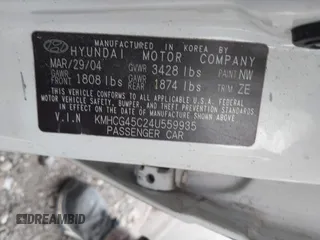 MANUFACTURED IN KOREA BY
HYUNDAI MOTOR COMPANY
MAR/29/04 GVWR 3428 lbs PAINT NW
GAWR FRONT 1808 lbs GAWR REAR 1874 lbs TRIM ZE
THIS VEHICLE CONFORMS TO ALL APPLICABLE U.S. FEDERAL MOTOR VEHICLE
SAFETY, BUMPER, AND THEFT PREVENTION STANDARDS
IN EFFECT ON THE DATE OF MANUFACTURE SHOWN ABOVE.
V.I.N KMHCG45C24U559935
PASSENGER CAR
DREAMBID